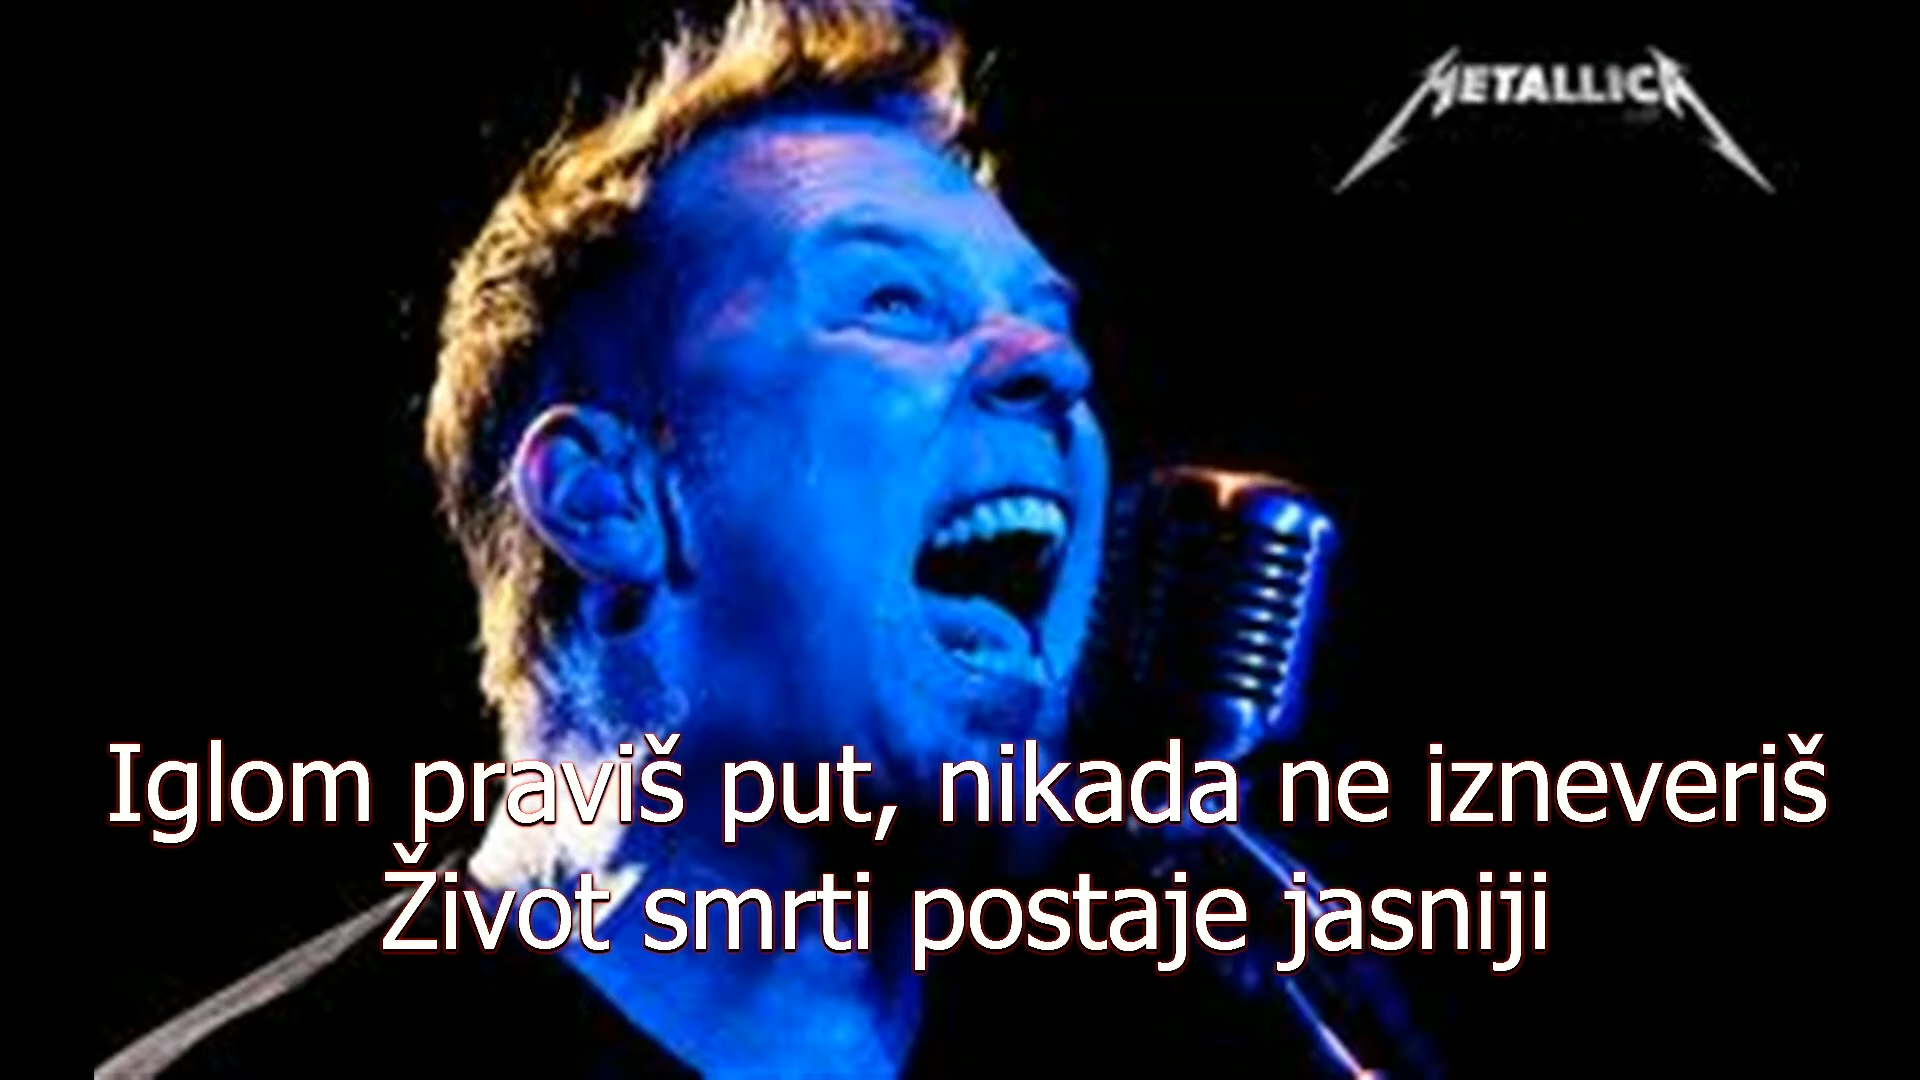 METALLICA
Iglom praviš put, nikada ne izneveriš
Život smrti postaje jasniji